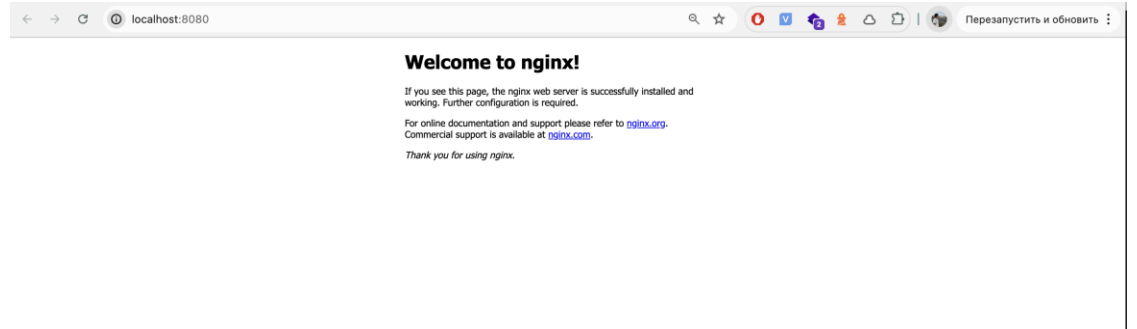 localhost:8080
2
Перезапустить и обновить
Welcome to nginx!
If you see this page, the nginx web server is successfully installed and
working. Further configuration is required.
For online documentation and support please refer to nginx.org.
Commercial support is available at nginx.com.
Thank you for using nginx.